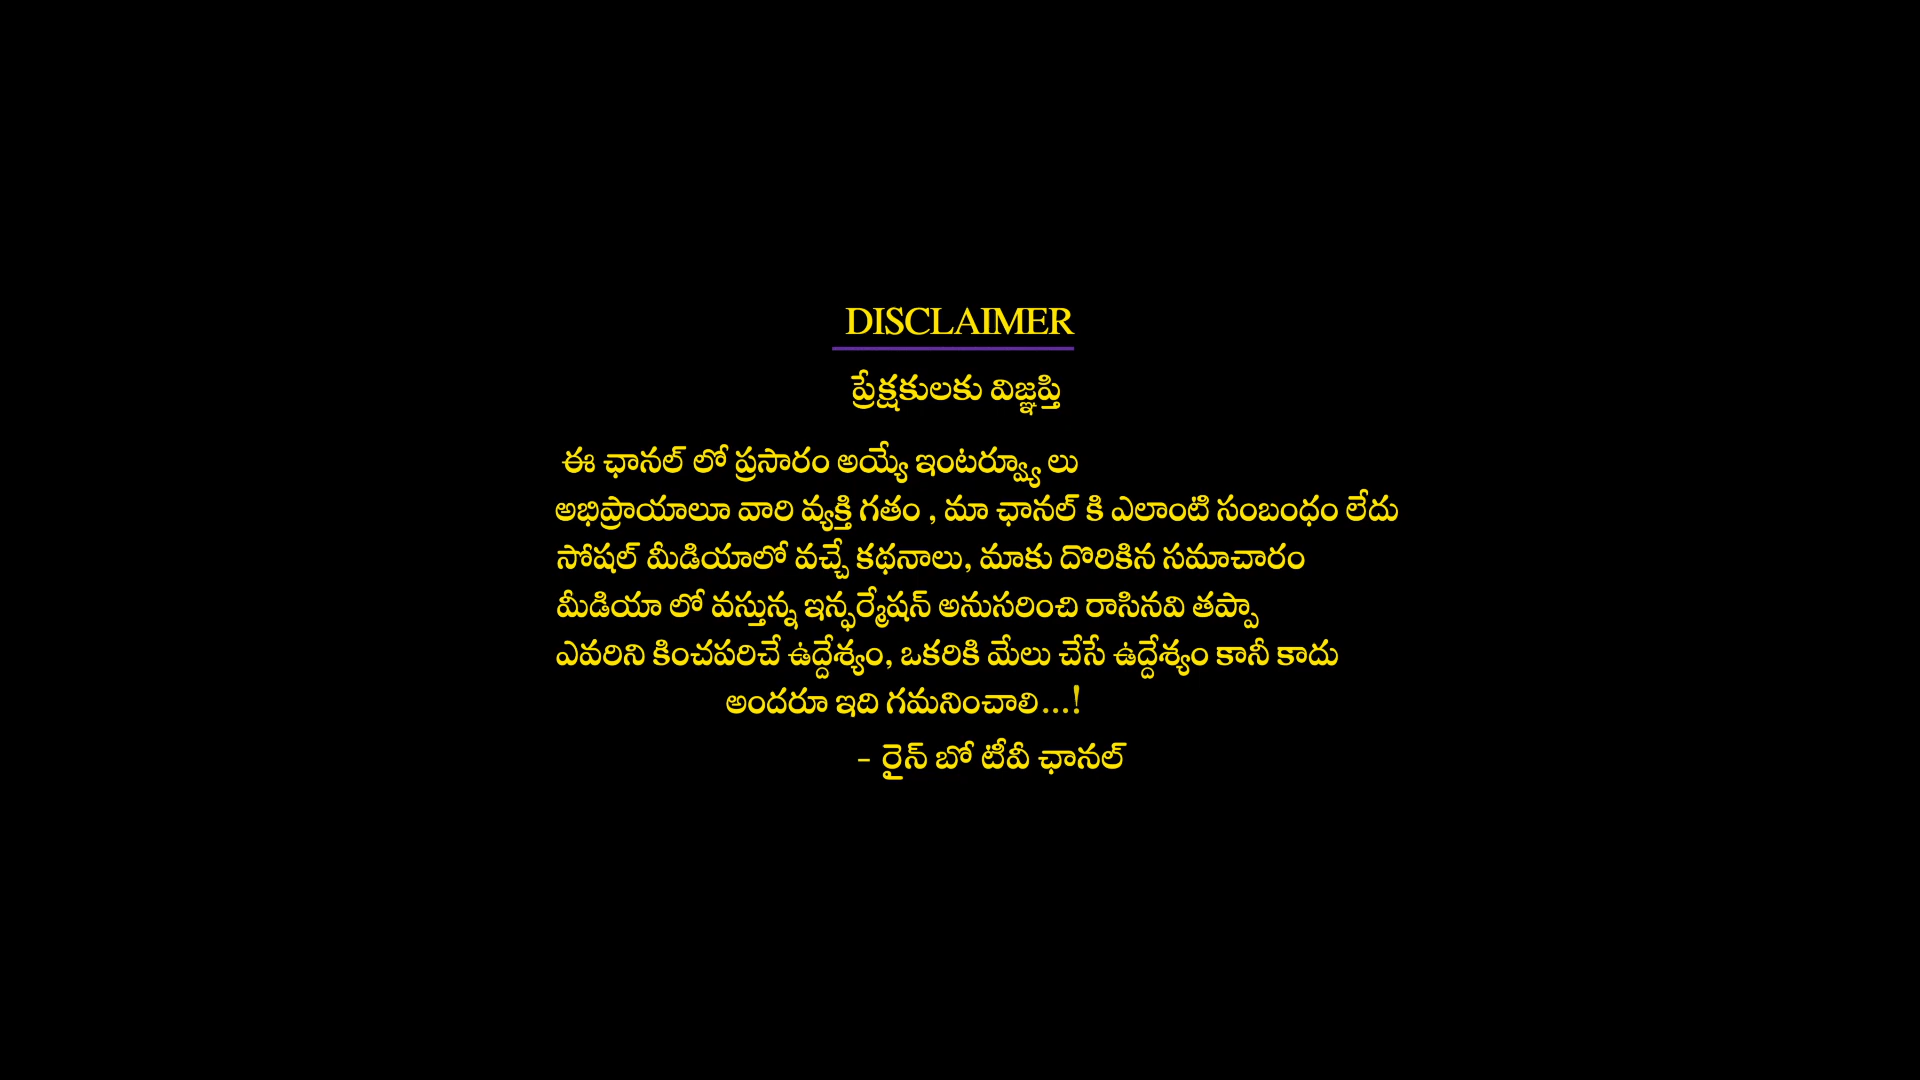 DISCLAIMER
ప్రేక్షకులకు విజ్ఞప్తి
ఈ ఛానల్ లో ప్రసారం అయ్యే ఇంటర్వ్యూ లు
అభిప్రాయాలూ వారి వ్యక్తి గతం , మా ఛానల్ కి ఎలాంటి సంబంధం లేదు
సోషల్ మీడియాలో వచ్చే కథనాలు, మాకు దొరికిన సమాచారం
మీడియా లో వస్తున్న ఇన్ఫర్మేషన్ అనుసరించి రాసినవి తప్పా
ఎవరిని కించపరిచే ఉద్దేశ్యం, ఒకరికి మేలు చేసే ఉద్దేశ్యం కానీ కాదు
అందరూ ఇది గమనించాలి...!
- రైన్ బో టీవీ ఛానల్